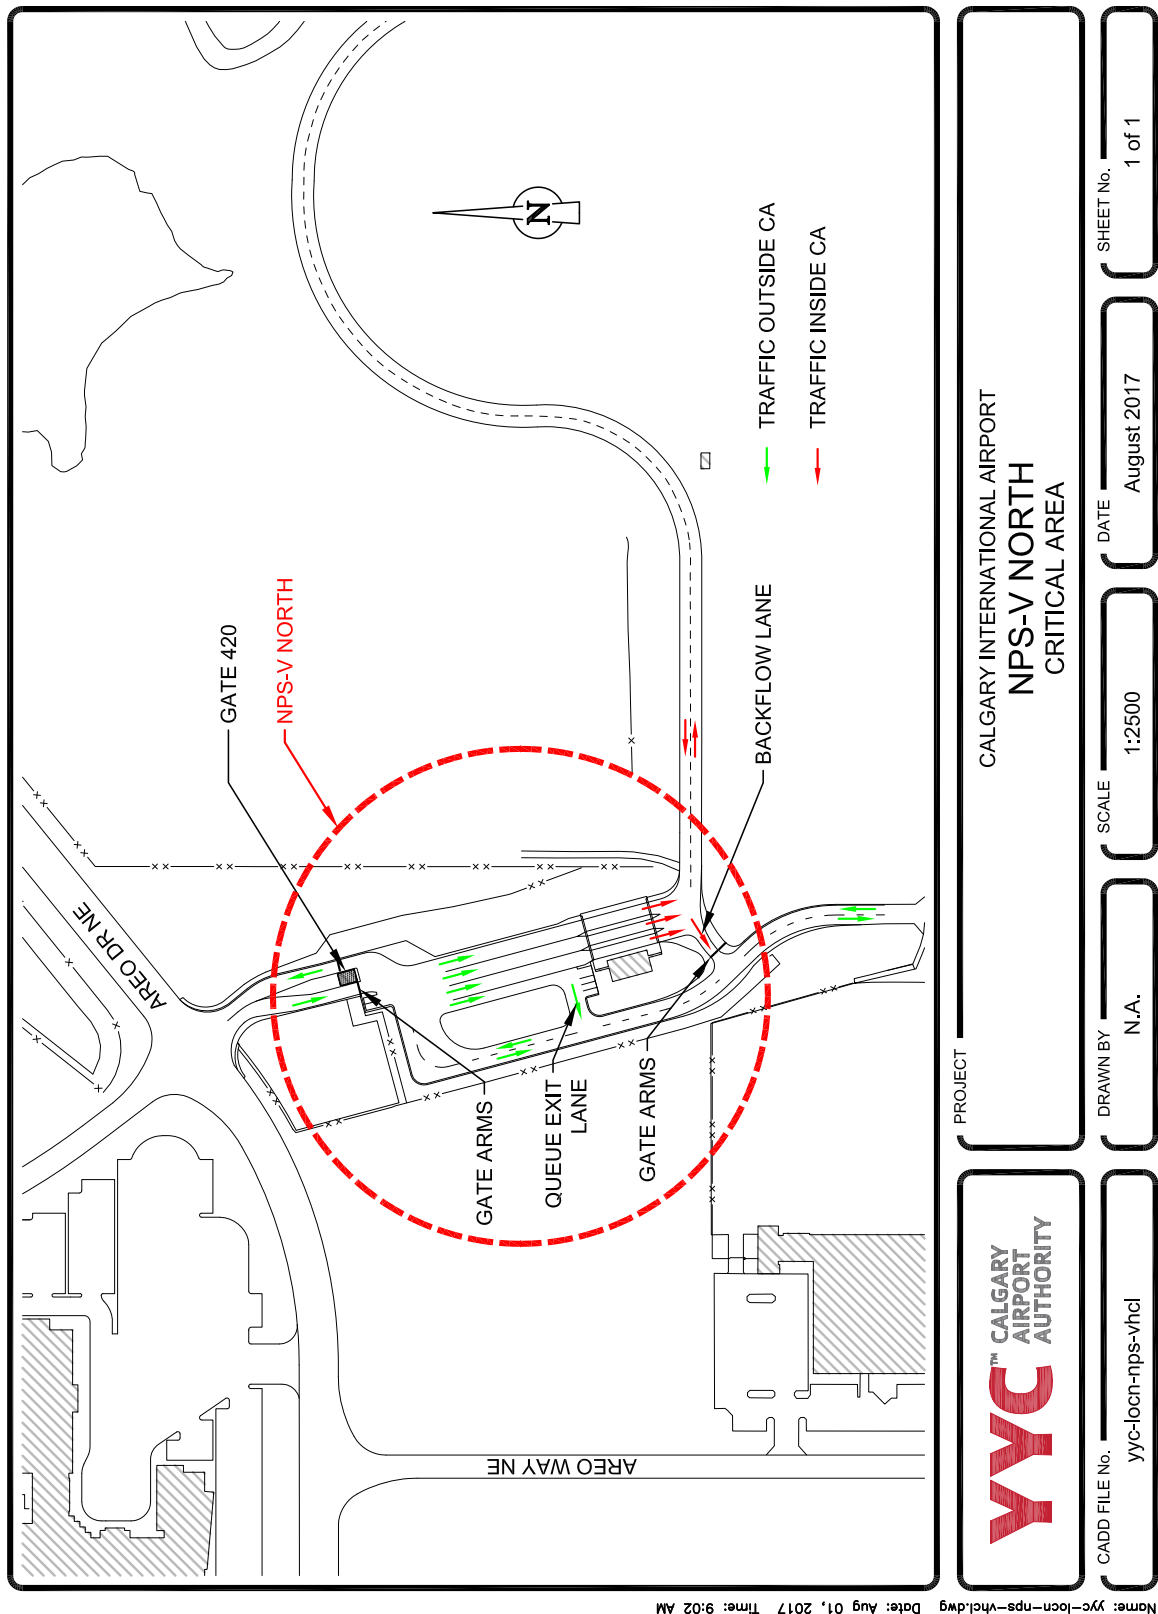 AREO DR NE
GATE 420
NPS-V NORTH
N
TRAFFIC OUTSIDE CA
TRAFFIC INSIDE CA
GATE ARMS
QUEUE EXIT
LANE
GATE ARMS
BACKFLOW LANE
AREO WAY NE
YYC™
CALGARY
AIRPORT
AUTHORITY
PROJECT
CALGARY INTERNATIONAL AIRPORT
NPS-V NORTH
CRITICAL AREA
CADD FILE No.
yyc-locn-nps-vhcl
DRAWN BY
N.A.
SCALE
1:2500
DATE
August 2017
SHEET No.
1 of 1
Name: yyc-locn-nps-vhcl.dwg Date: Aug 01, 2017 Time: 9:02 AM